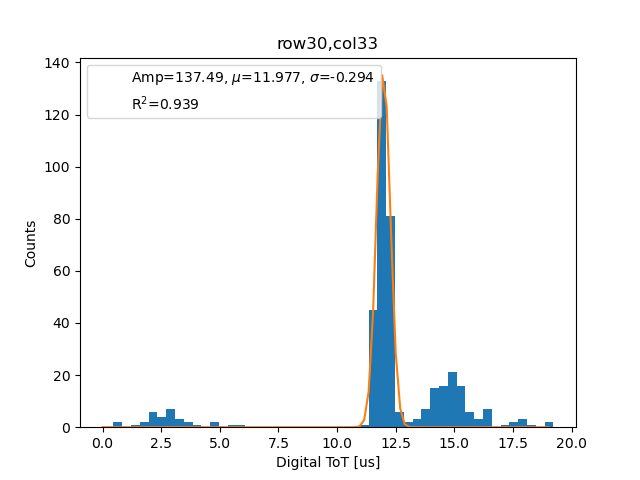 row30,col33
Amp=137.49, μ=11.977, σ=-0.294
R²=0.939
Counts
140
120
100
80
60
40
20
0
0.0 2.5 5.0 7.5 10.0 12.5 15.0 17.5 20.0
Digital ToT [us]